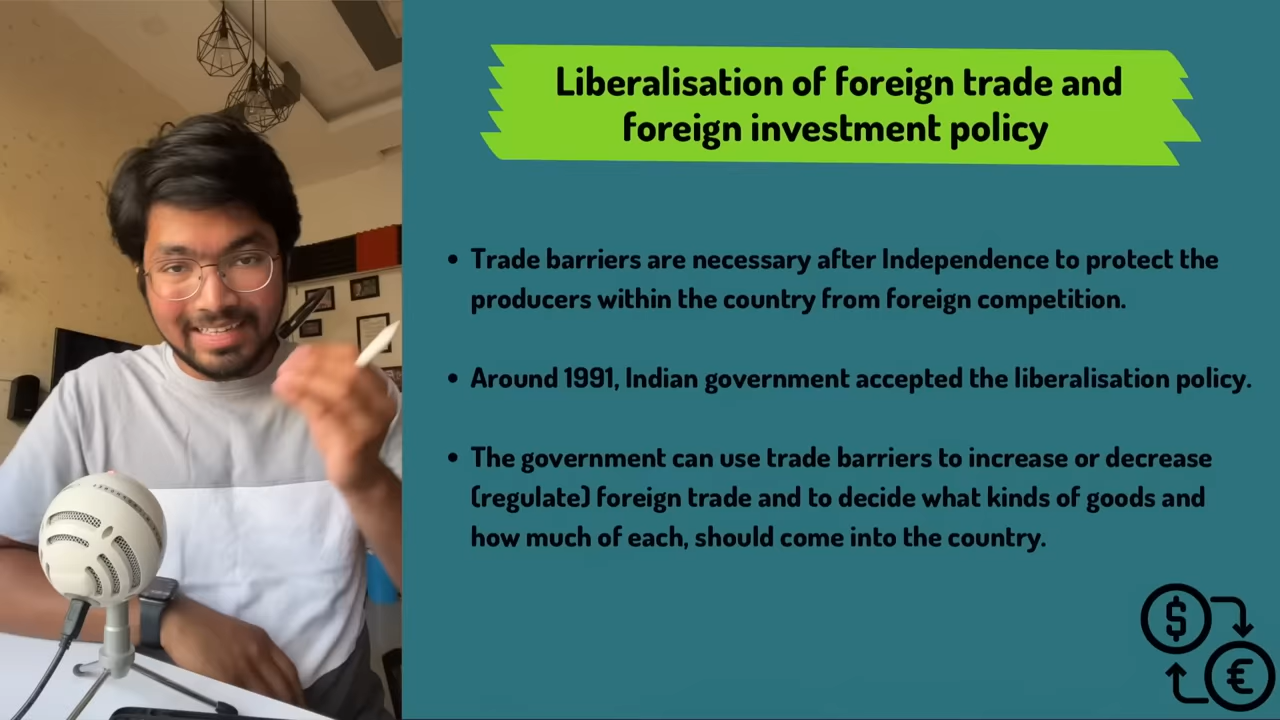 Liberalisation of foreign trade and
foreign investment policy
• Trade barriers are necessary after Independence to protect the
producers within the country from foreign competition.
• Around 1991, Indian government accepted the liberalisation policy.
• The government can use trade barriers to increase or decrease
(regulate) foreign trade and to decide what kinds of goods and
how much of each, should come into the country.
$
€